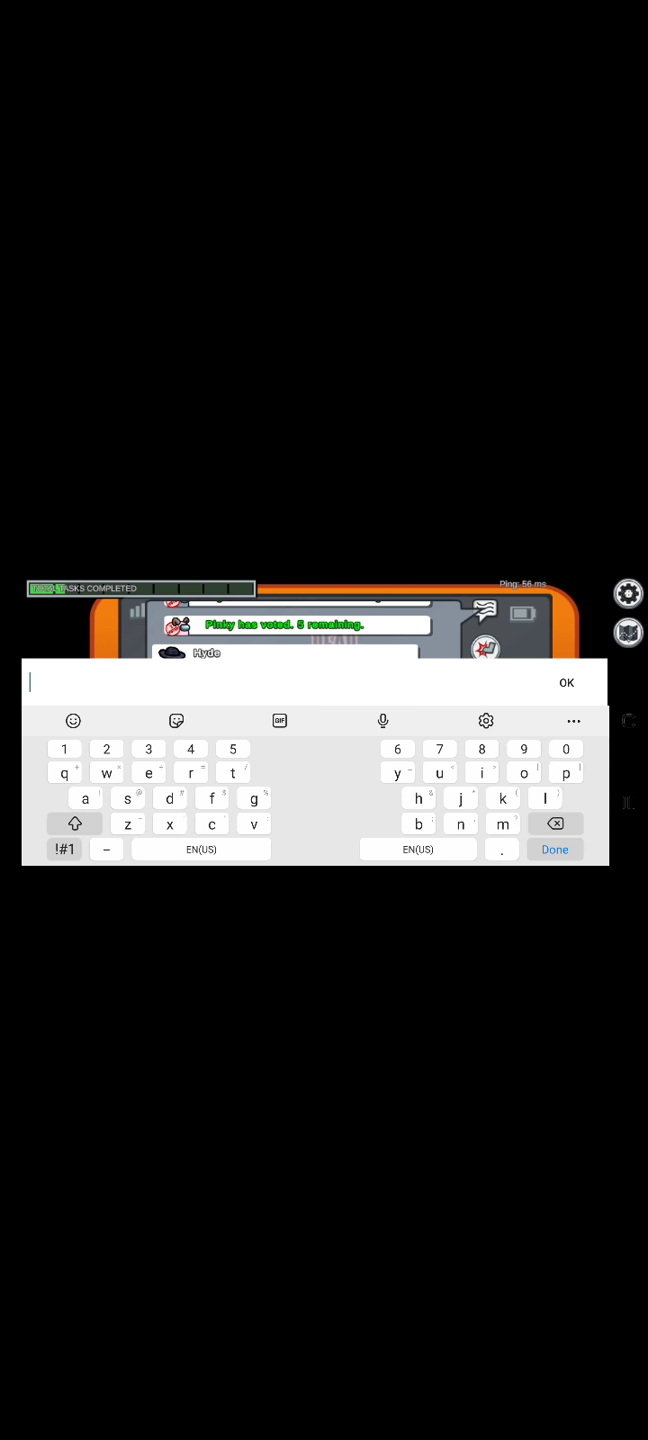 TASKS COMPLETED
Ping: 56 ms
Pinky has voted. 5 remaining.
Hyde
OK
GIF
1 2 3 4 5 6 7 8 9 0
q w e r t y u i o p
a s d f g h j k l
z x c v b n m
!#1 – EN(US) EN(US) . Done